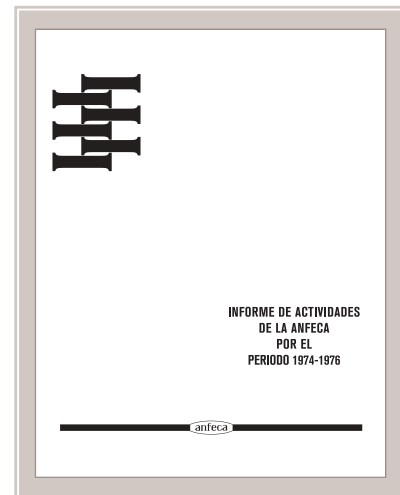 INFORME DE ACTIVIDADES
DE LA ANFECA
POR EL
PERIODO 1974-1976
anfeca